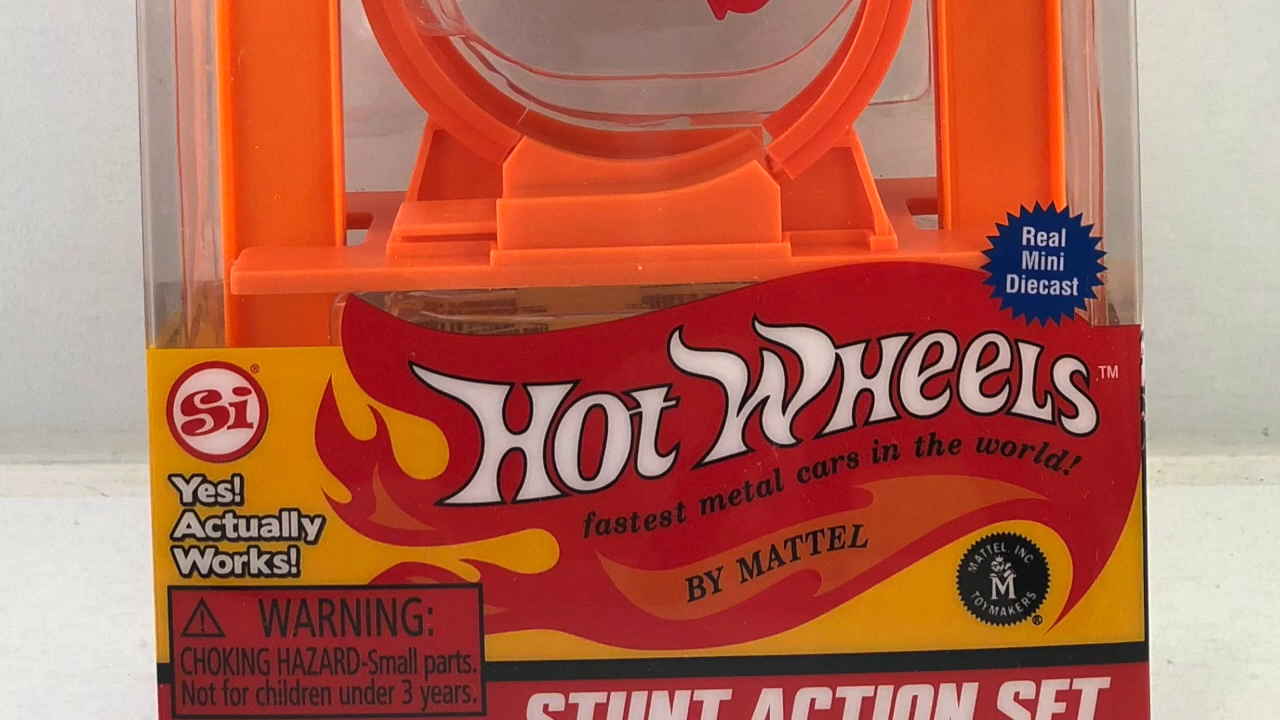 Real
Mini
Diecast
Si®
HOT WHEELS™
fastest metal cars in the world!
BY MATTEL
Yes!
Actually
Works!
MATTEL, INC
M
TOYMAKERS
®
⚠ WARNING:
CHOKING HAZARD-Small parts.
Not for children under 3 years.
STUNT ACTION SET